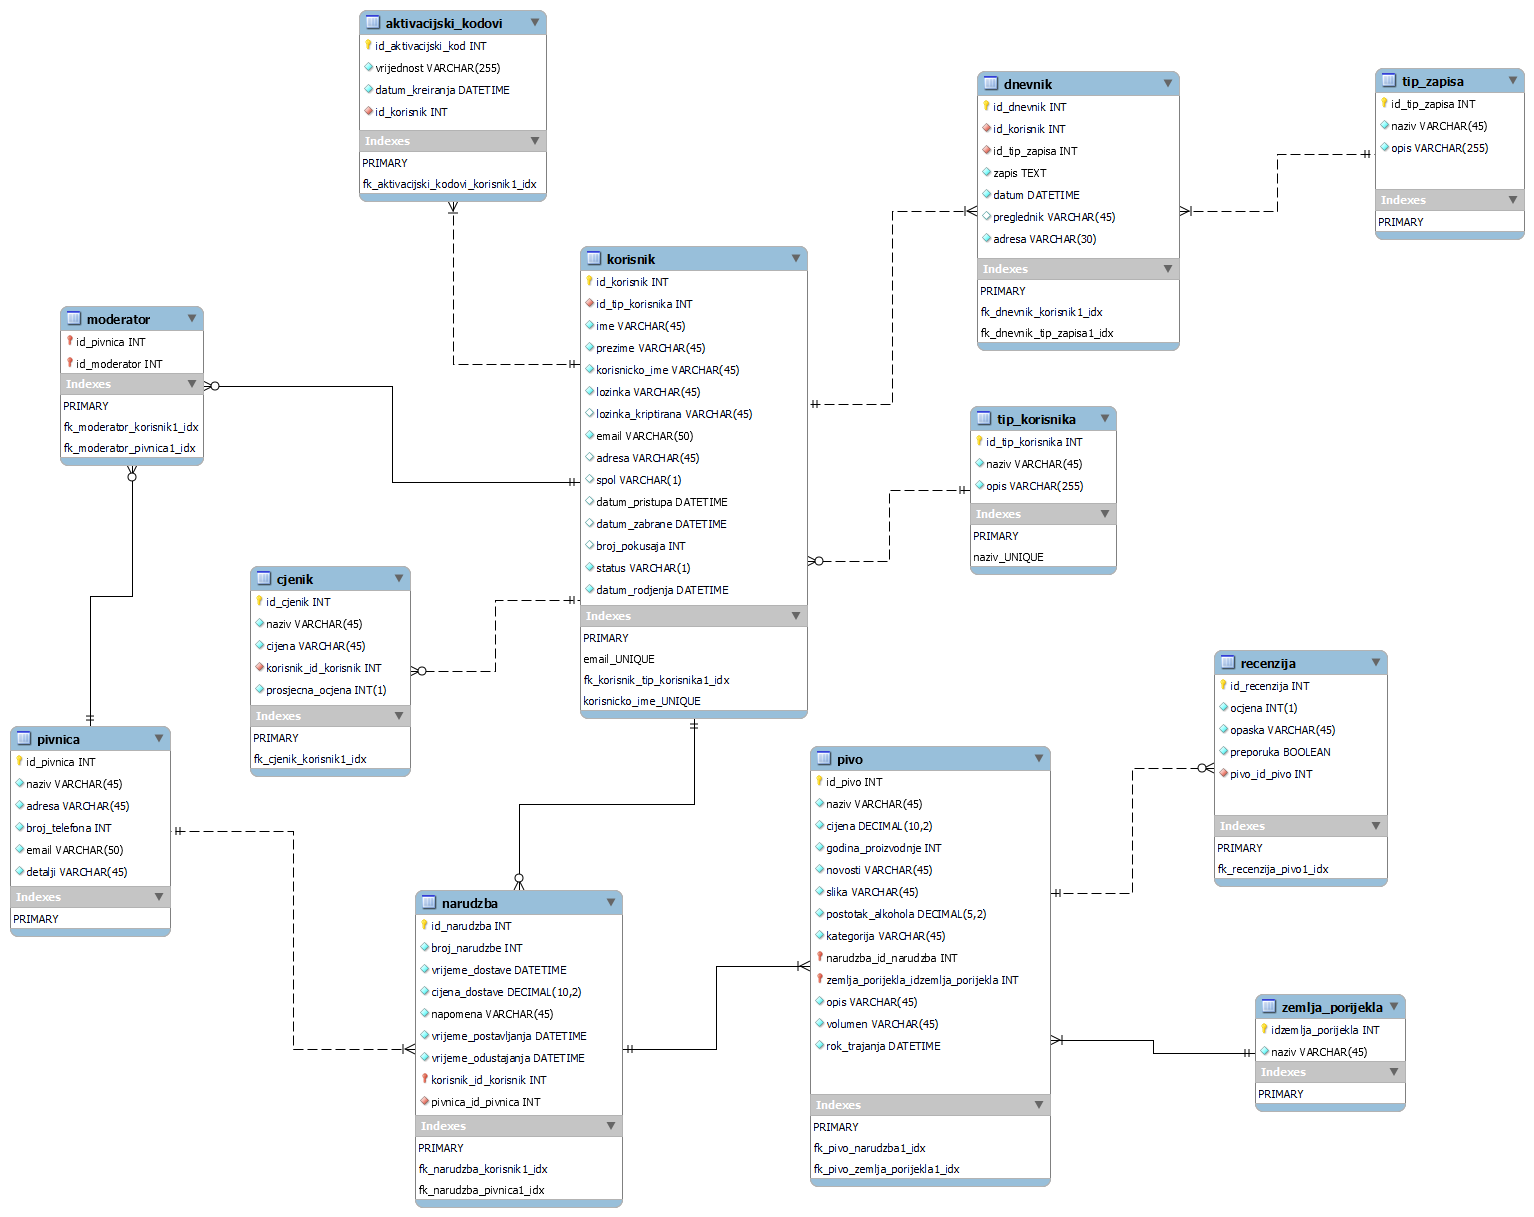 aktivacijski_kodovi
id_aktivacijski_kod INT
vrijednost VARCHAR(255)
datum_kreiranja DATETIME
id_korisnik INT
Indexes
PRIMARY
fk_aktivacijski_kodovi_korisnik1_idx
dnevnik
id_dnevnik INT
id_korisnik INT
id_tip_zapisa INT
zapis TEXT
datum DATETIME
preglednik VARCHAR(45)
adresa VARCHAR(30)
Indexes
PRIMARY
fk_dnevnik_korisnik1_idx
fk_dnevnik_tip_zapisa1_idx
tip_zapisa
id_tip_zapisa INT
naziv VARCHAR(45)
opis VARCHAR(255)
Indexes
PRIMARY
korisnik
id_korisnik INT
id_tip_korisnika INT
ime VARCHAR(45)
prezime VARCHAR(45)
korisnicko_ime VARCHAR(45)
lozinka VARCHAR(45)
lozinka_kriptirana VARCHAR(45)
email VARCHAR(50)
adresa VARCHAR(45)
spol VARCHAR(1)
datum_pristupa DATETIME
datum_zabrane DATETIME
broj_pokusaja INT
status VARCHAR(1)
datum_rodjenja DATETIME
Indexes
PRIMARY
email_UNIQUE
fk_korisnik_tip_korisnika1_idx
korisnicko_ime_UNIQUE
moderator
id_pivnica INT
id_moderator INT
Indexes
PRIMARY
fk_moderator_korisnik1_idx
fk_moderator_pivnica1_idx
tip_korisnika
id_tip_korisnika INT
naziv VARCHAR(45)
opis VARCHAR(255)
Indexes
PRIMARY
naziv_UNIQUE
cjenik
id_cjenik INT
naziv VARCHAR(45)
cijena VARCHAR(45)
korisnik_id_korisnik INT
prosjecna_ocjena INT(1)
Indexes
PRIMARY
fk_cjenik_korisnik1_idx
recenzija
id_recenzija INT
ocjena INT(1)
opaska VARCHAR(45)
preporuka BOOLEAN
pivo_id_pivo INT
Indexes
PRIMARY
fk_recenzija_pivo1_idx
pivnica
id_pivnica INT
naziv VARCHAR(45)
adresa VARCHAR(45)
broj_telefona INT
email VARCHAR(50)
detalji VARCHAR(45)
Indexes
PRIMARY
pivo
id_pivo INT
naziv VARCHAR(45)
cijena DECIMAL(10,2)
godina_proizvodnje INT
novosti VARCHAR(45)
slika VARCHAR(45)
postotak_alkohola DECIMAL(5,2)
kategorija VARCHAR(45)
narudzba_id_narudzba INT
zemlja_porijekla_idzemlja_porijekla INT
opis VARCHAR(45)
volumen VARCHAR(45)
rok_trajanja DATETIME
Indexes
PRIMARY
fk_pivo_narudzba1_idx
fk_pivo_zemlja_porijekla1_idx
narudzba
id_narudzba INT
broj_narudzbe INT
vrijeme_dostave DATETIME
cijena_dostave DECIMAL(10,2)
napomena VARCHAR(45)
vrijeme_postavljanja DATETIME
vrijeme_odustajanja DATETIME
korisnik_id_korisnik INT
pivnica_id_pivnica INT
Indexes
PRIMARY
fk_narudzba_korisnik1_idx
fk_narudzba_pivnica1_idx
zemlja_porijekla
idzemlja_porijekla INT
naziv VARCHAR(45)
Indexes
PRIMARY